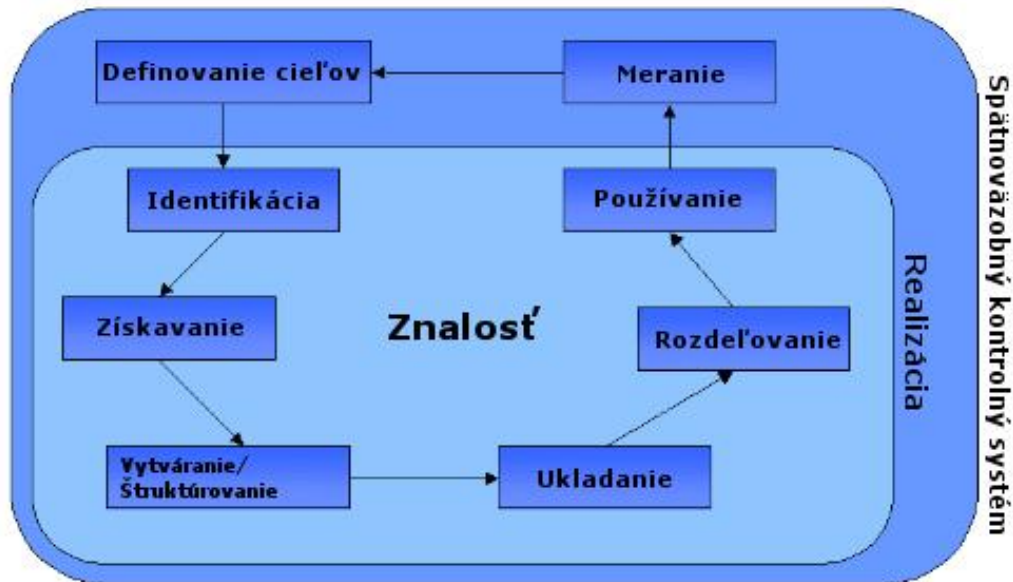 Definovanie cieľov
Meranie
Identifikácia
Používanie
Získavanie
Znalosť
Rozdeľovanie
Vytváranie/
Štruktúrovanie
Ukladanie
Realizácia
Spätnoväzobný kontrolný systém